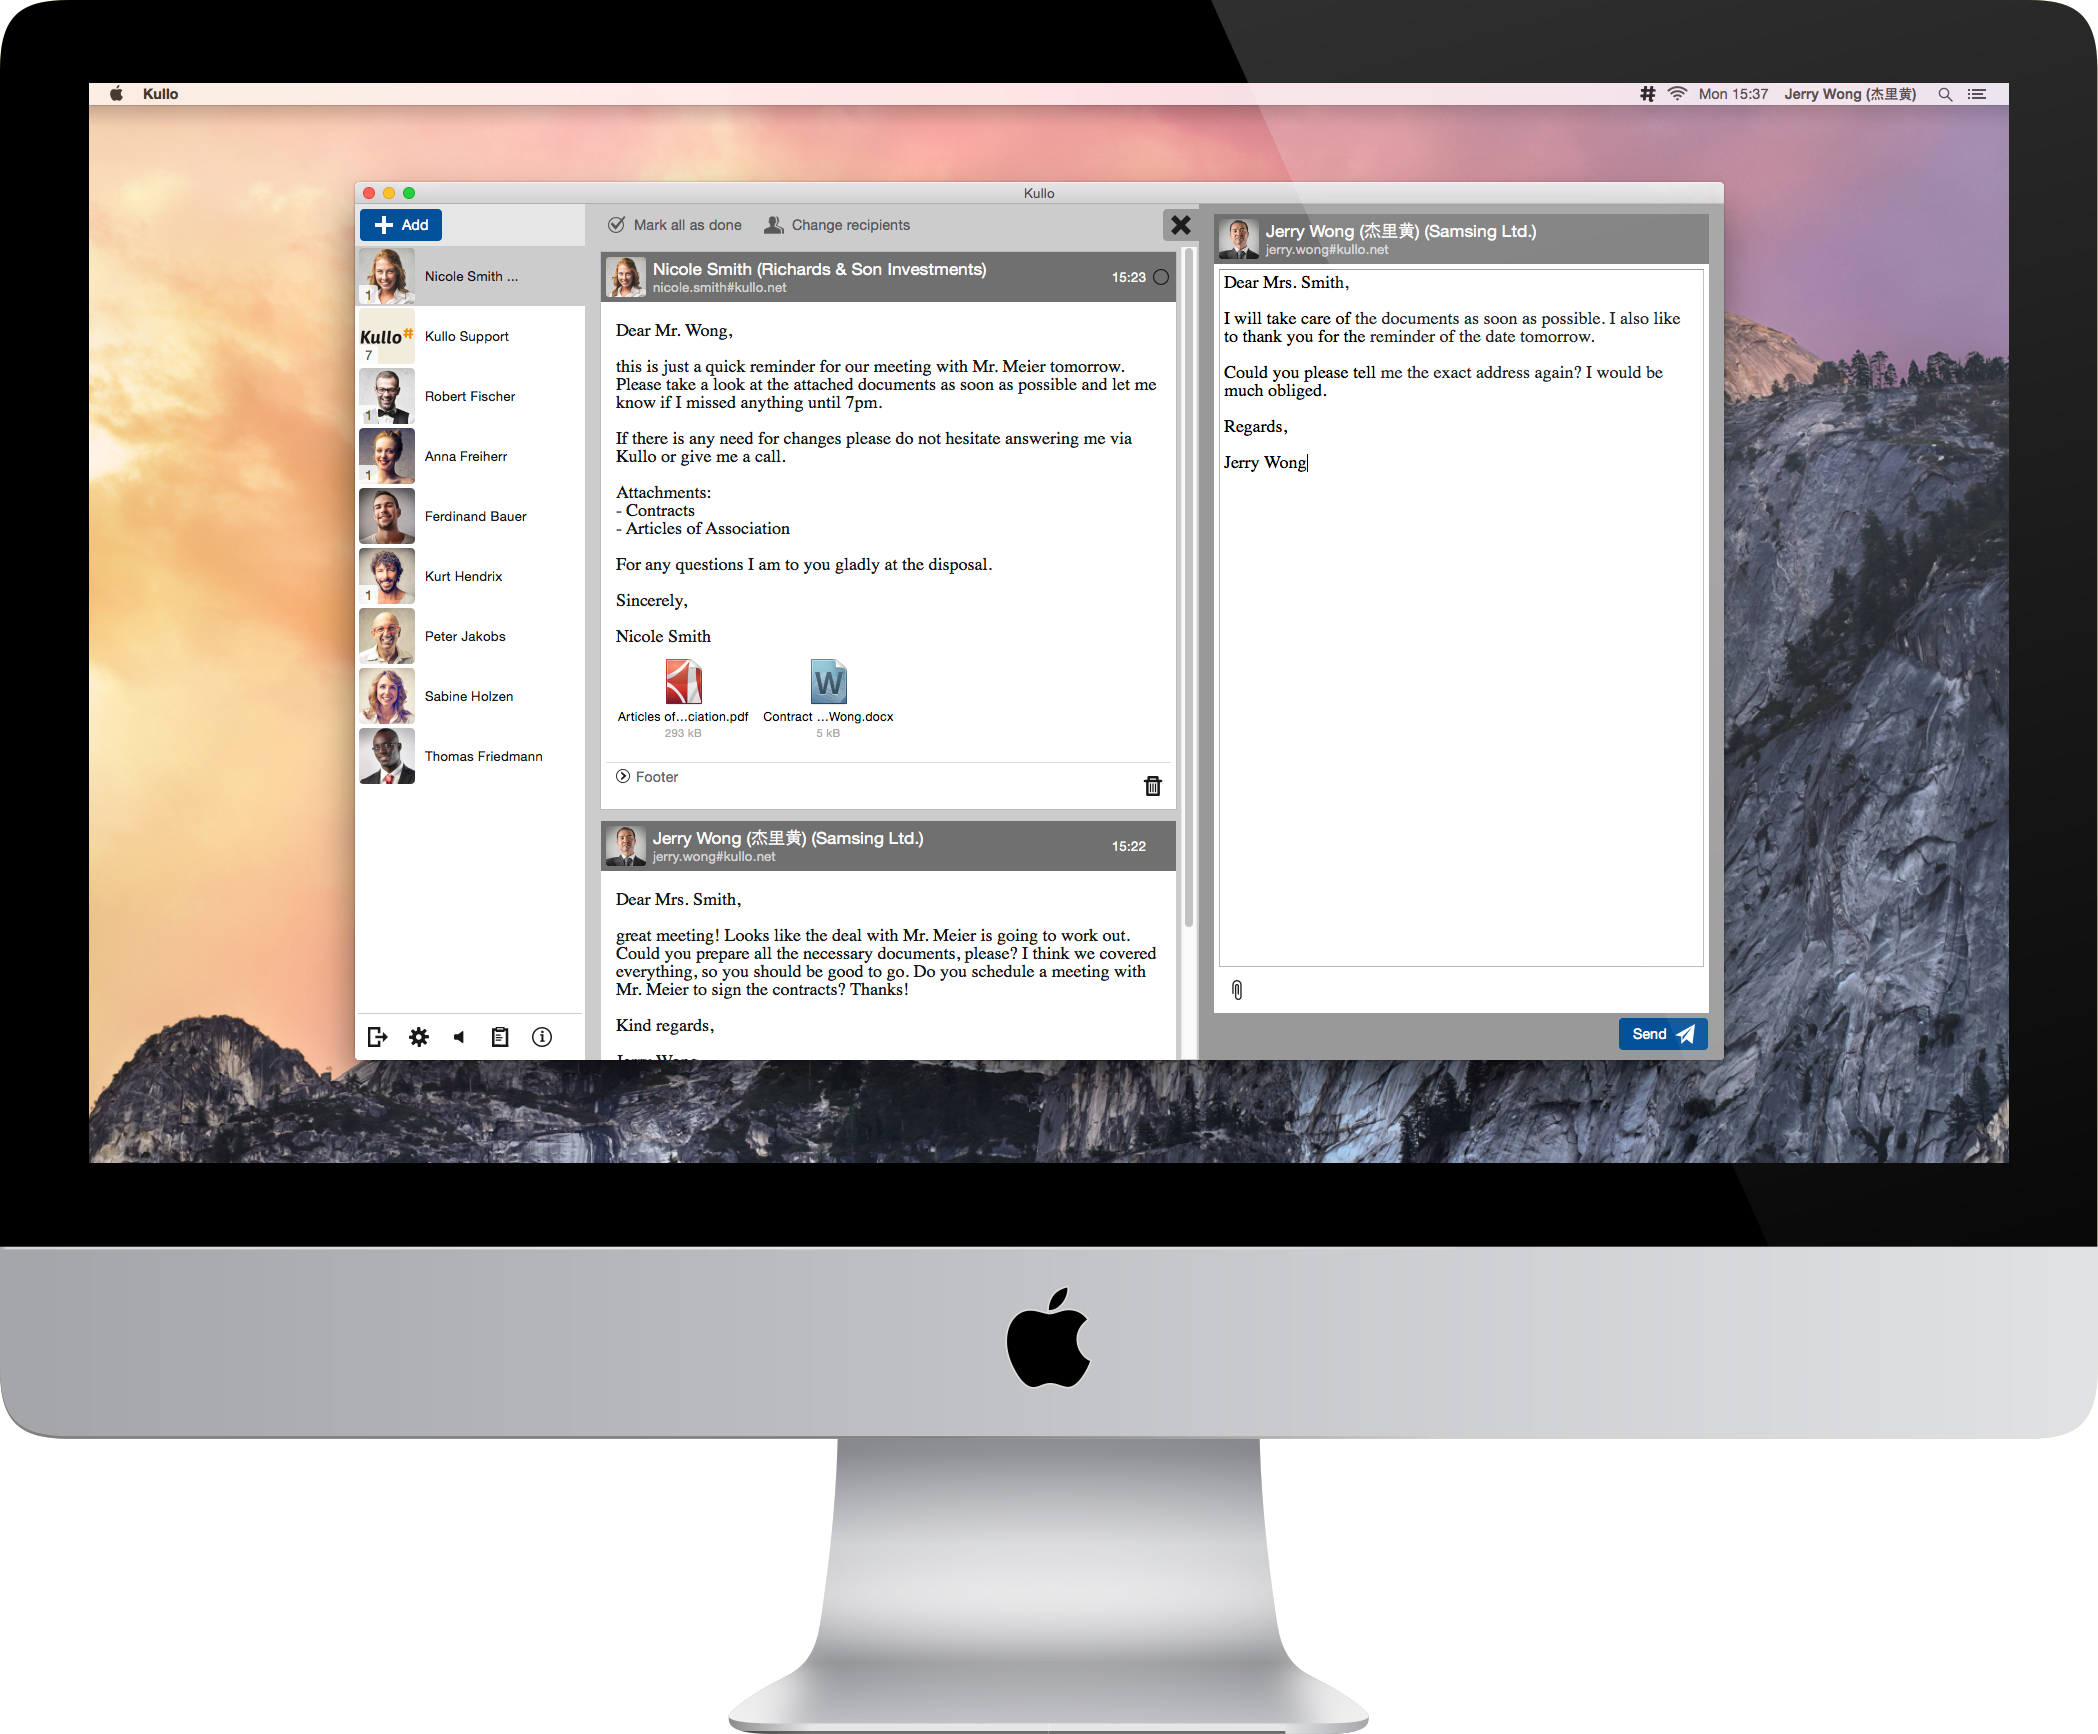 Kullo
Mon 15:37 Jerry Wong (杰里黄)
Kullo
Add
Nicole Smith ...
1
Kullo#
7
Kullo Support
Robert Fischer
1
Anna Freiherr
1
Ferdinand Bauer
Kurt Hendrix
1
Peter Jakobs
Sabine Holzen
Thomas Friedmann
Mark all as done
Change recipients
Nicole Smith (Richards & Son Investments)
nicole.smith#kullo.net
15:23
Dear Mr. Wong,
this is just a quick reminder for our meeting with Mr. Meier tomorrow.
Please take a look at the attached documents as soon as possible and let me
know if I missed anything until 7pm.
If there is any need for changes please do not hesitate answering me via
Kullo or give me a call.
Attachments:
- Contracts
- Articles of Association
For any questions I am to you gladly at the disposal.
Sincerely,
Nicole Smith
W
Articles of...ciation.pdf
293 kB
Contract ...Wong.docx
5 kB
Footer
Jerry Wong (杰里黄) (Samsing Ltd.)
jerry.wong#kullo.net
15:22
Dear Mrs. Smith,
great meeting! Looks like the deal with Mr. Meier is going to work out.
Could you prepare all the necessary documents, please? I think we covered
everything, so you should be good to go. Do you schedule a meeting with
Mr. Meier to sign the contracts? Thanks!
Kind regards,
Jerry Wong
Jerry Wong (杰里黄) (Samsing Ltd.)
jerry.wong#kullo.net
Dear Mrs. Smith,
I will take care of the documents as soon as possible. I also like
to thank you for the reminder of the date tomorrow.
Could you please tell me the exact address again? I would be
much obliged.
Regards,
Jerry Wong
Send